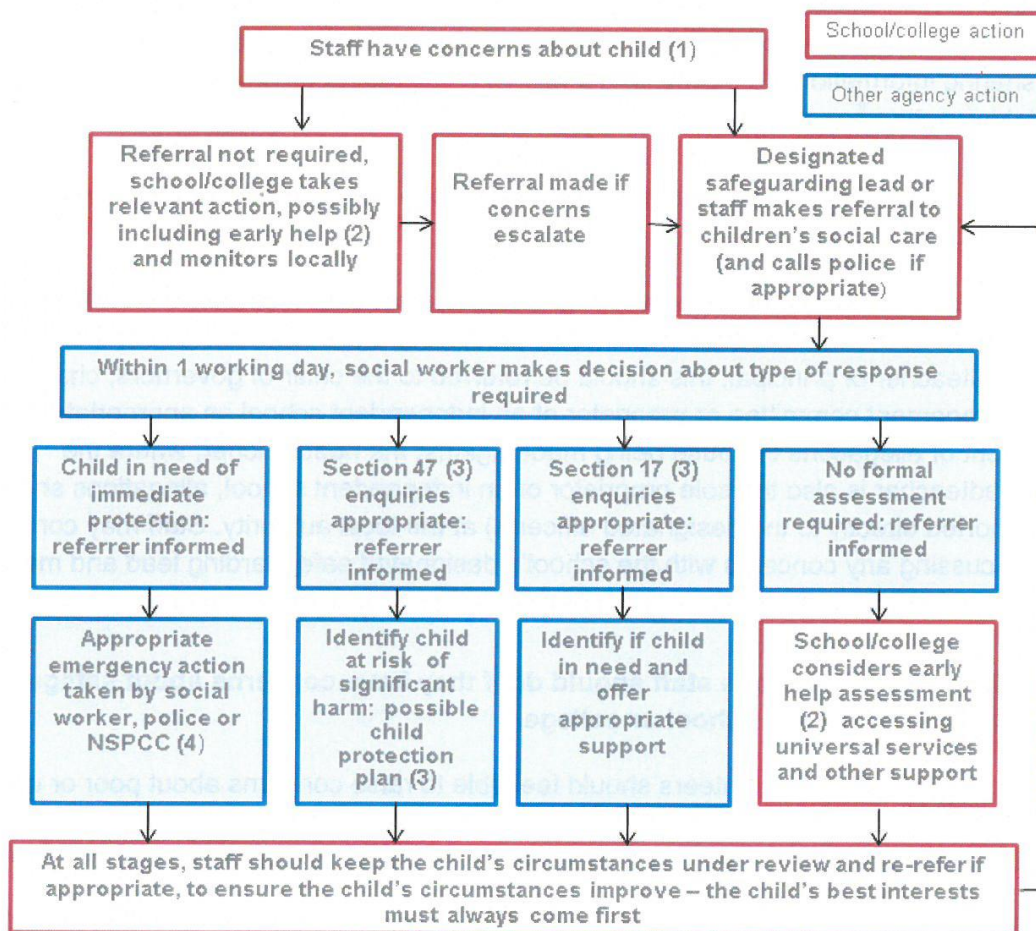 School/college action
Other agency action
Staff have concerns about child (1)
Referral not required,
school/college takes
relevant action, possibly
including early help (2)
and monitors locally
Referral made if
concerns
escalate
Designated
safeguarding lead or
staff makes referral to
children's social care
(and calls police if
appropriate)
Within 1 working day, social worker makes decision about type of response
required
Child in need of
immediate
protection:
referrer informed
Section 47 (3)
enquiries
appropriate:
referrer
informed
Section 17 (3)
enquiries
appropriate:
referrer
informed
No formal
assessment
required: referrer
informed
Appropriate
emergency action
taken by social
worker, police or
NSPCC (4)
Identify child
at risk of
significant
harm: possible
child
protection
plan (3)
Identify if child
in need and
offer
appropriate
support
School/college
considers early
help assessment
(2) accessing
universal services
and other support
At all stages, staff should keep the child's circumstances under review and re-refer if
appropriate, to ensure the child's circumstances improve – the child's best interests
must always come first